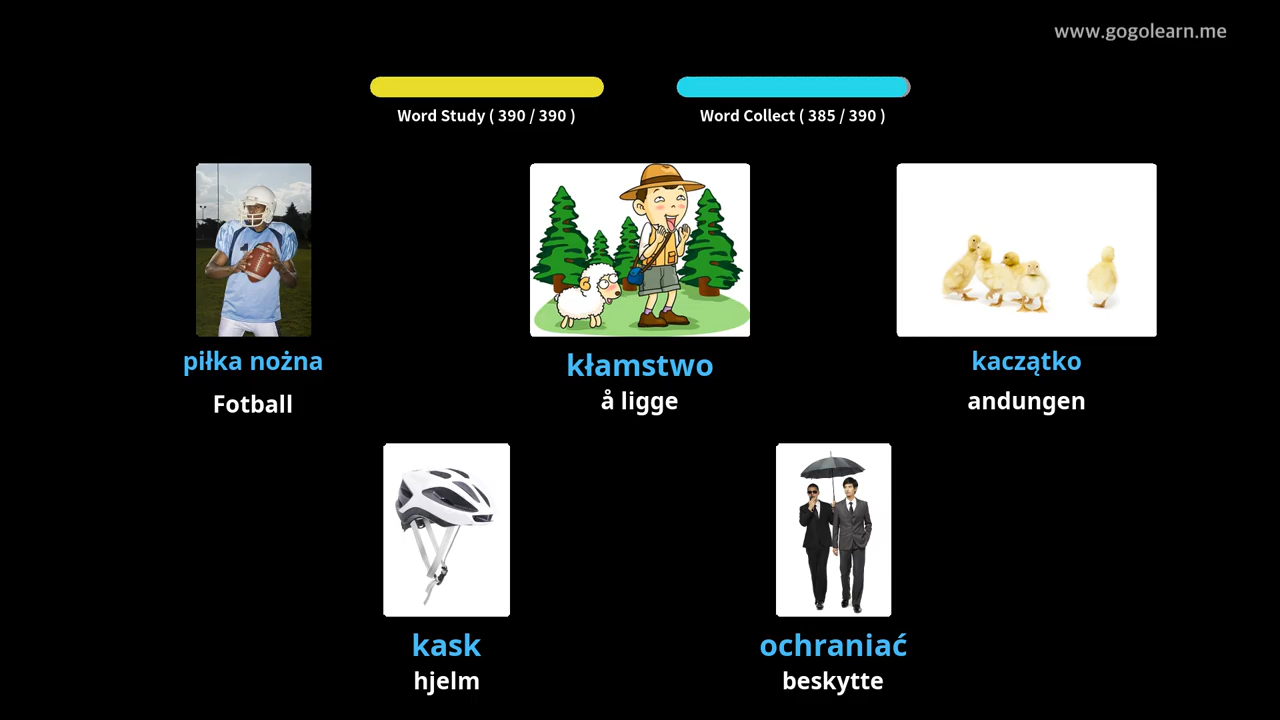 www.gogolearn.me
Word Study ( 390 / 390 )
Word Collect ( 385 / 390 )
piłka nożna
Fotball
kłamstwo
å ligge
kaczątko
andungen
kask
hjelm
ochraniać
beskytte